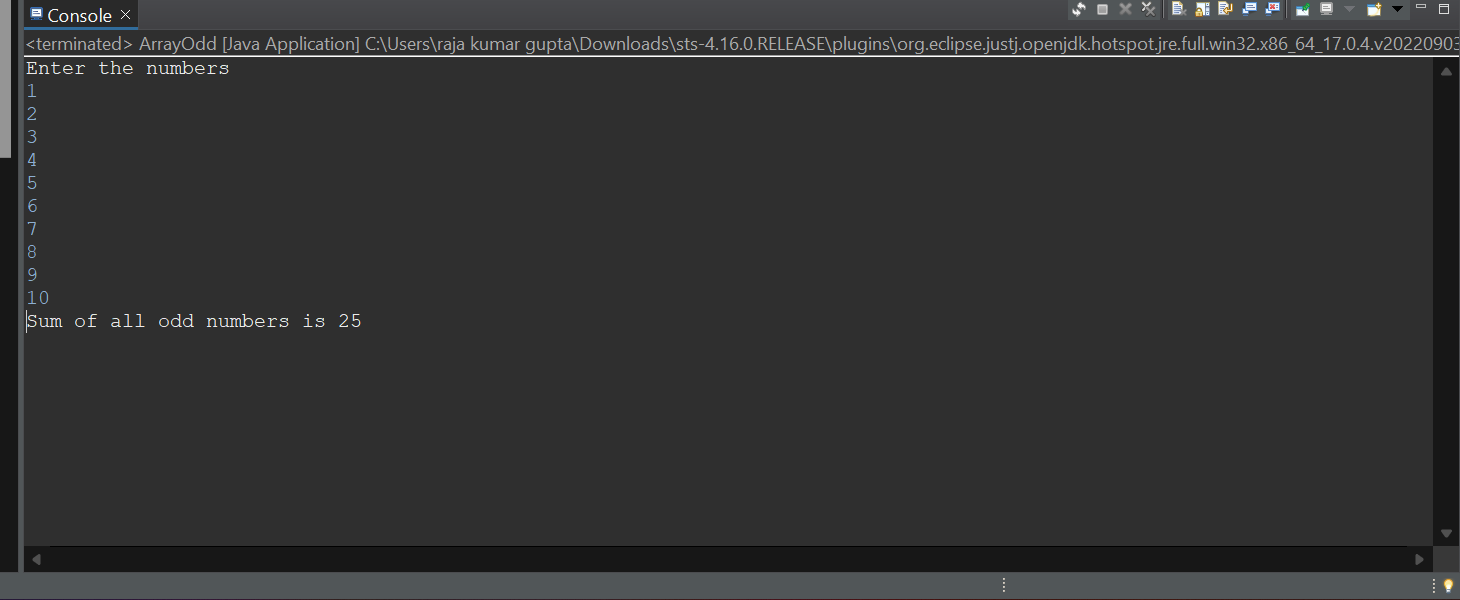 Console
<terminated> ArrayOdd [Java Application] C:\Users\raja kumar gupta\Downloads\sts-4.16.0.RELEASE\plugins\org.eclipse.justj.openjdk.hotspot.jre.full.win32.x86_64_17.0.4.v20220903
Enter the numbers
1
2
3
4
5
6
7
8
9
10
Sum of all odd numbers is 25